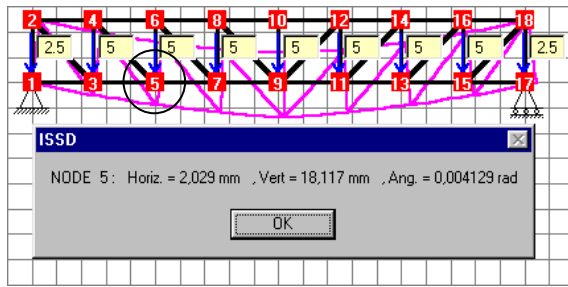 2 4 6 8 10 12 14 16 18
2.5 5 5 5 5 5 5 5 2.5
1 3 5 7 9 11 13 15 17
ISSD
NODE 5: Horiz. = 2,029 mm , Vert = 18,117 mm , Ang. = 0,004129 rad
OK